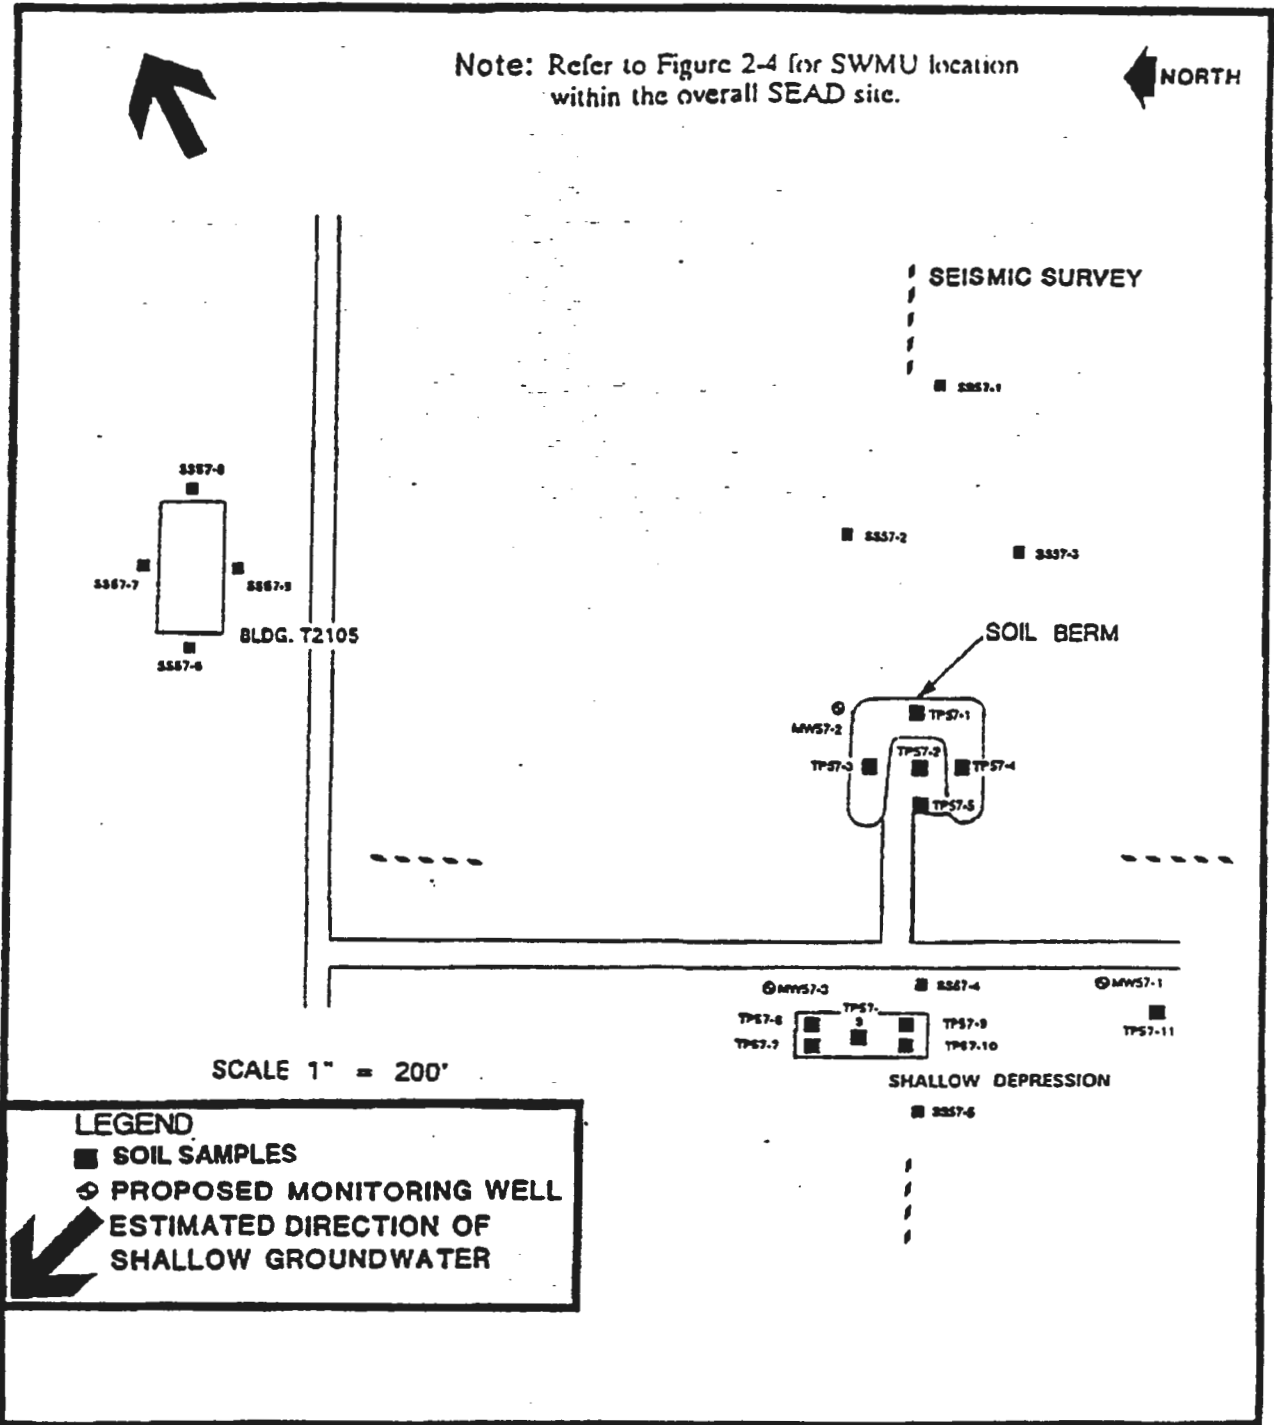 Note: Refer to Figure 2-4 for SWMU location
within the overall SEAD site.
NORTH
SEISMIC SURVEY
SS57-1
SS57-8
SS57-2
SS57-3
SS57-7
SS57-9
BLDG. T2105
SS57-6
SOIL BERM
MW57-2
TP57-1
TP57-3
TP57-2
TP57-4
TP57-5
MW57-3
SS57-4
MW57-1
TP57-
TP57-9
TP57-7
TP57-10
TP57-11
SCALE 1" = 200'
SHALLOW DEPRESSION
SS57-5
LEGEND
SOIL SAMPLES
PROPOSED MONITORING WELL
ESTIMATED DIRECTION OF
SHALLOW GROUNDWATER